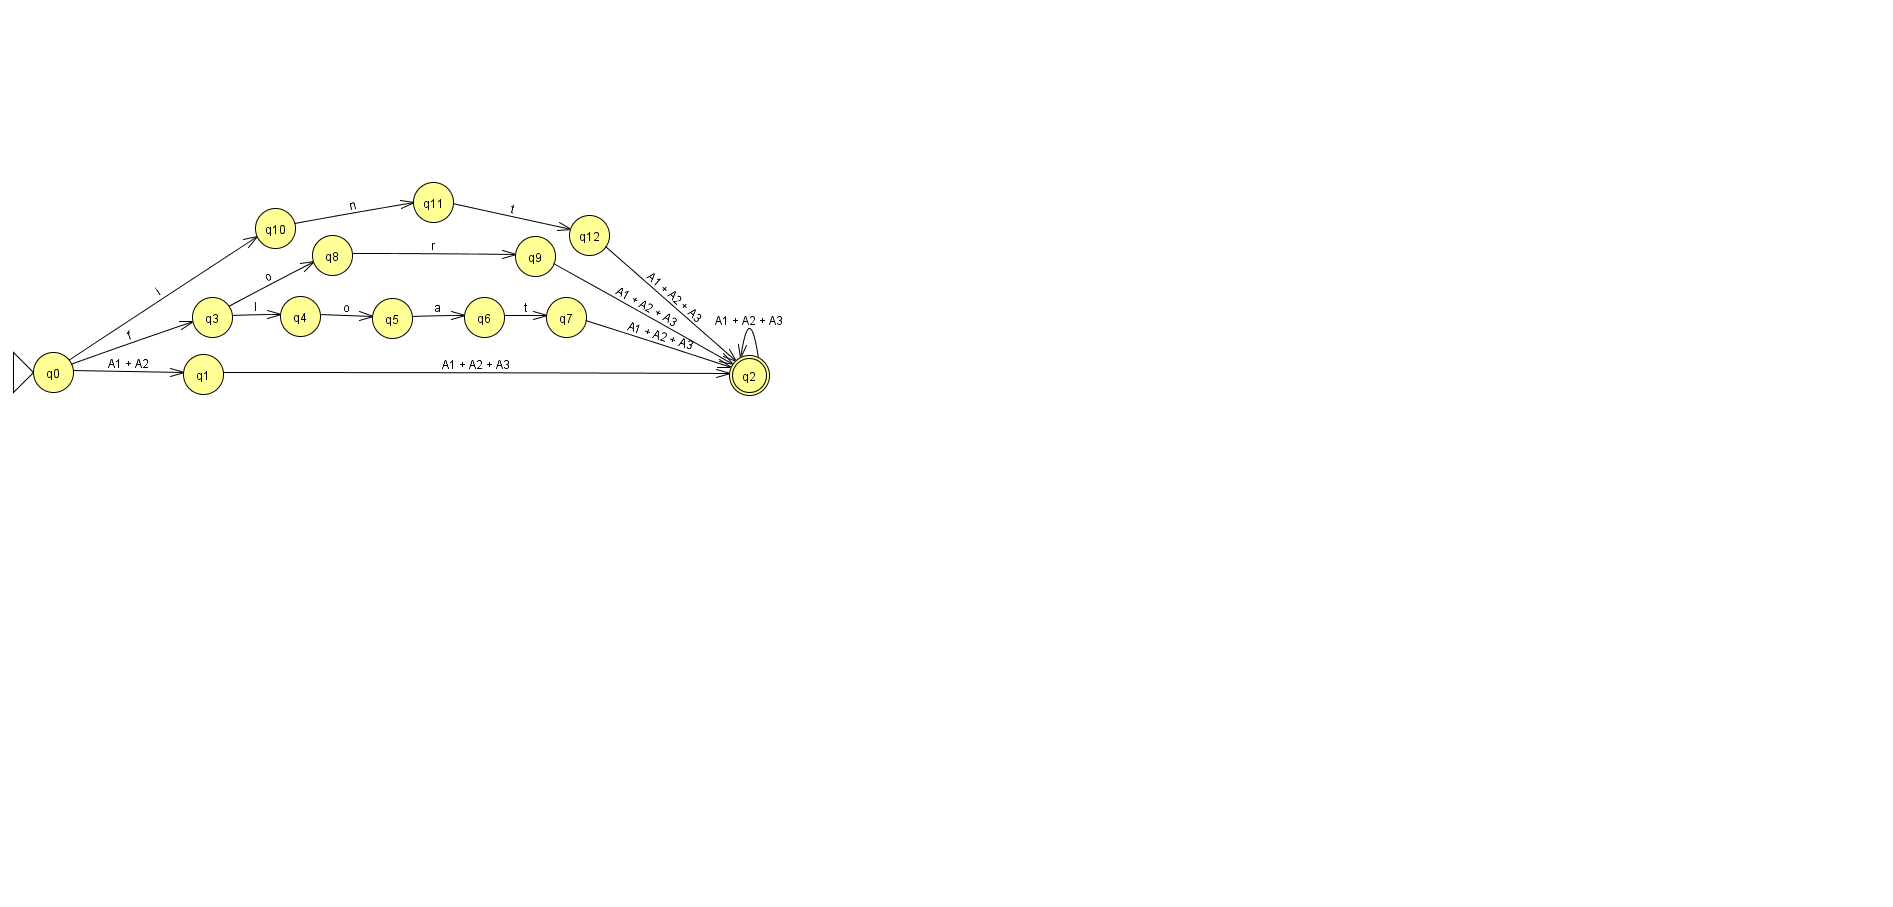 q11
n
t
q10
q12
q8
r
q9
o
i
A1 + A2 + A3
A1 + A2 + A3
q3
l
q4
o
q5
a
q6
t
q7
A1 + A2 + A3
A1 + A2 + A3
f
q0
A1 + A2
q1
A1 + A2 + A3
q2